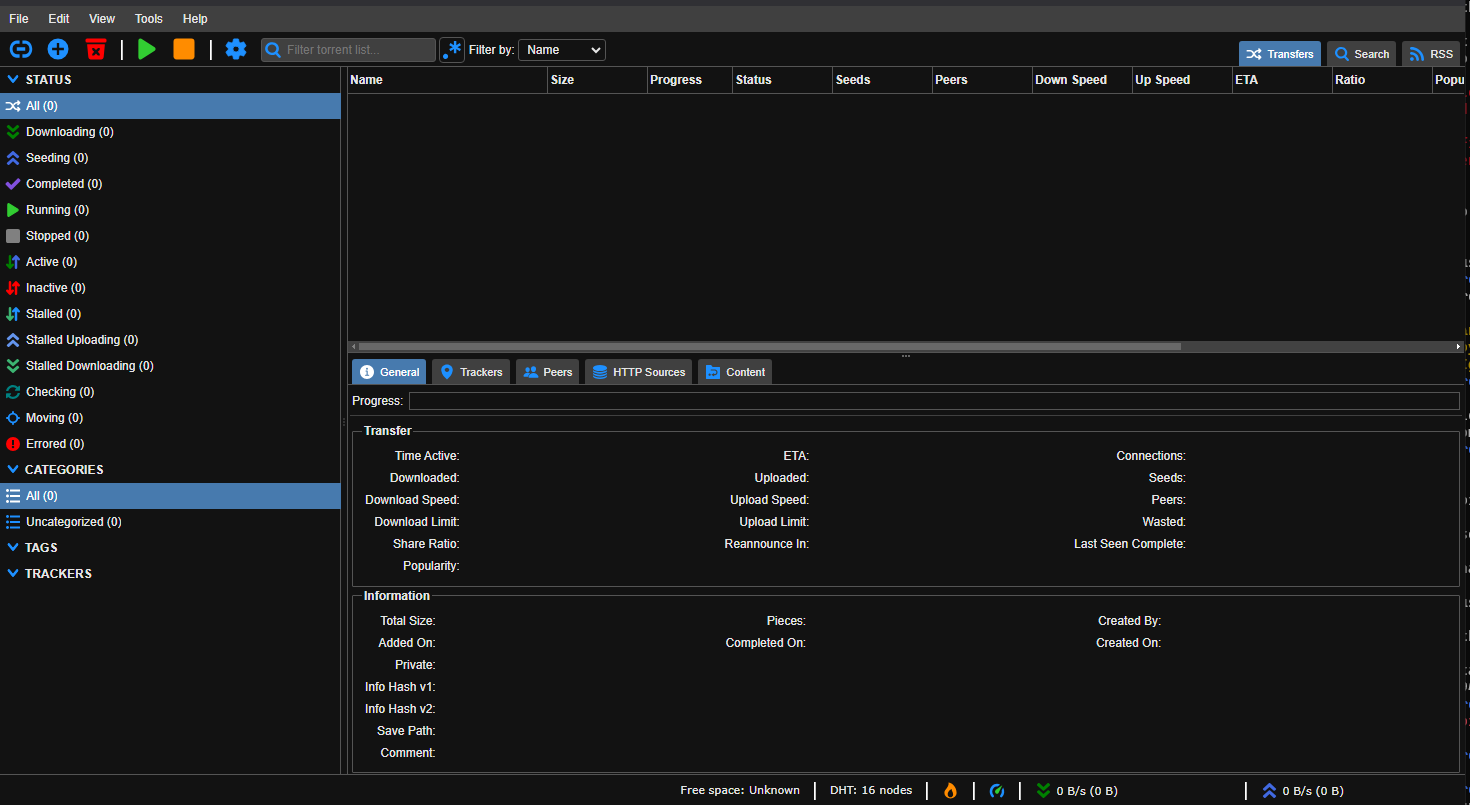 File Edit View Tools Help
Filter torrent list... .* Filter by: Name
Transfers Search RSS
STATUS
All (0)
Downloading (0)
Seeding (0)
Completed (0)
Running (0)
Stopped (0)
Active (0)
Inactive (0)
Stalled (0)
Stalled Uploading (0)
Stalled Downloading (0)
Checking (0)
Moving (0)
Errored (0)
CATEGORIES
All (0)
Uncategorized (0)
TAGS
TRACKERS
Name Size Progress Status Seeds Peers Down Speed Up Speed ETA Ratio Popu
General Trackers Peers HTTP Sources Content
Progress:
Transfer
Time Active: ETA: Connections:
Downloaded: Uploaded: Seeds:
Download Speed: Upload Speed: Peers:
Download Limit: Upload Limit: Wasted:
Share Ratio: Reannounce In: Last Seen Complete:
Popularity:
Information
Total Size: Pieces: Created By:
Added On: Completed On: Created On:
Private:
Info Hash v1:
Info Hash v2:
Save Path:
Comment:
Free space: Unknown DHT: 16 nodes 0 B/s (0 B) 0 B/s (0 B)